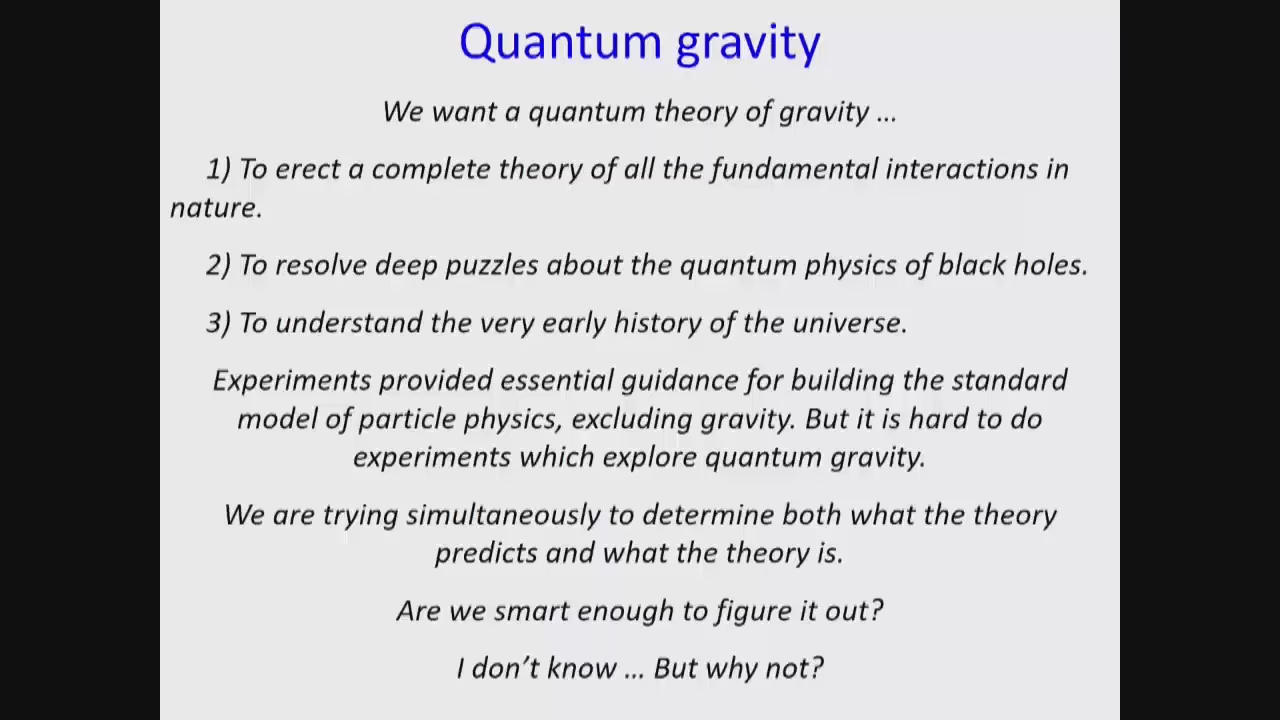 Quantum gravity
We want a quantum theory of gravity …
1) To erect a complete theory of all the fundamental interactions in
nature.
2) To resolve deep puzzles about the quantum physics of black holes.
3) To understand the very early history of the universe.
Experiments provided essential guidance for building the standard
model of particle physics, excluding gravity. But it is hard to do
experiments which explore quantum gravity.
We are trying simultaneously to determine both what the theory
predicts and what the theory is.
Are we smart enough to figure it out?
I don’t know … But why not?